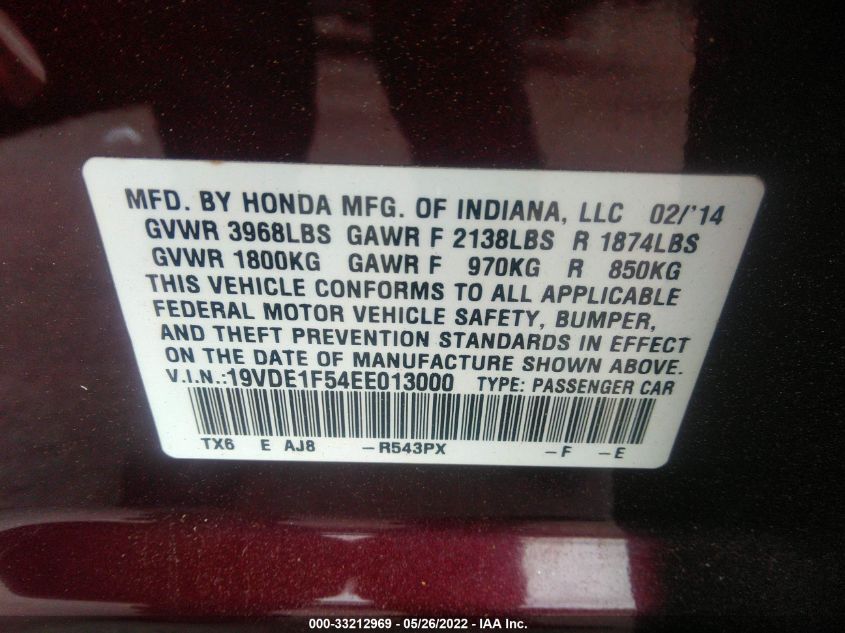 MFD. BY HONDA MFG. OF INDIANA, LLC 02/'14
GVWR 3968LBS GAWR F 2138LBS R 1874LBS
GVWR 1800KG GAWR F 970KG R 850KG
THIS VEHICLE CONFORMS TO ALL APPLICABLE
FEDERAL MOTOR VEHICLE SAFETY, BUMPER,
AND THEFT PREVENTION STANDARDS IN EFFECT
ON THE DATE OF MANUFACTURE SHOWN ABOVE.
V.I.N.:19VDE1F54EE013000 TYPE: PASSENGER CAR
TX6 E AJ8 -R543PX -F -E
000-33212969 - 05/26/2022 - IAA Inc.